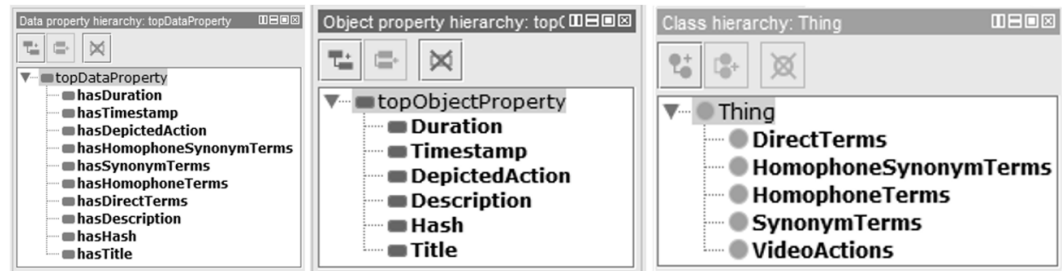 Data property hierarchy: topDataProperty
topDataProperty
hasDuration
hasTimestamp
hasDepictedAction
hasHomophoneSynonymTerms
hasSynonymTerms
hasHomophoneTerms
hasDirectTerms
hasDescription
hasHash
hasTitle
Object property hierarchy: top
topObjectProperty
Duration
Timestamp
DepictedAction
Description
Hash
Title
Class hierarchy: Thing
Thing
DirectTerms
HomophoneSynonymTerms
HomophoneTerms
SynonymTerms
VideoActions